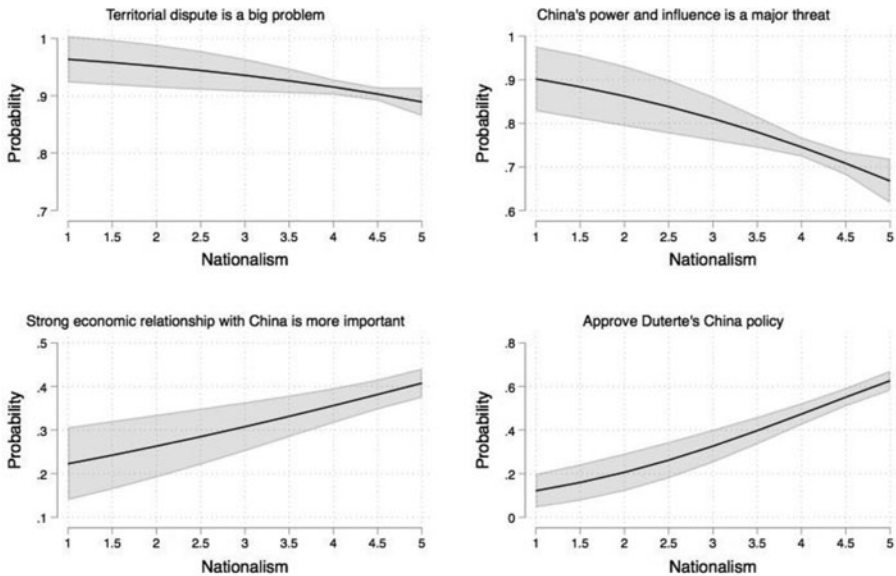 Territorial dispute is a big problem
Probability
1
.9
.8
.7
1 1.5 2 2.5 3 3.5 4 4.5 5
Nationalism
China's power and influence is a major threat
Probability
1
.9
.8
.7
.6
1 1.5 2 2.5 3 3.5 4 4.5 5
Nationalism
Strong economic relationship with China is more important
Probability
.5
.4
.3
.2
.1
1 1.5 2 2.5 3 3.5 4 4.5 5
Nationalism
Approve Duterte's China policy
Probability
.8
.6
.4
.2
0
1 1.5 2 2.5 3 3.5 4 4.5 5
Nationalism